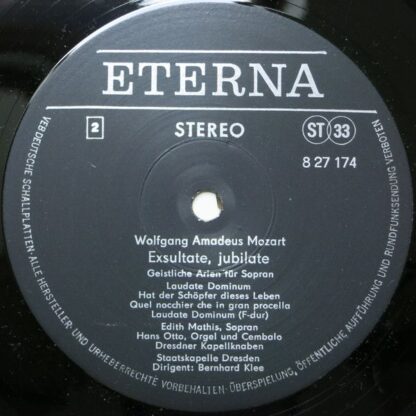 ETERNA
2
STEREO
ST 33
8 27 174
Wolfgang Amadeus Mozart
Exsultate, jubilate
Geistliche Arien für Sopran
Laudate Dominum
Hat der Schöpfer dieses Leben
Quel nocchier che in gran procella
Laudate Dominum (F-dur)
Edith Mathis, Sopran
Hans Otto, Orgel und Cembalo
Dresdner Kapellknaben
Staatskapelle Dresden
Dirigent: Bernhard Klee
VEB DEUTSCHE SCHALLPLATTEN ALLE HERSTELLER- UND URHEBERRECHTE VORBEHALTEN · ÜBERSPIELUNG, ÖFFENTLICHE AUFFÜHRUNG UND RUNDFUNKSENDUNG VERBOTEN